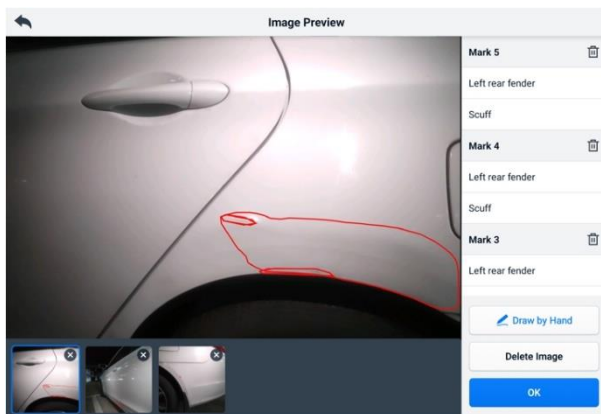 Image Preview
Mark 5
Left rear fender
Scuff
Mark 4
Left rear fender
Scuff
Mark 3
Left rear fender
Draw by Hand
Delete Image
OK